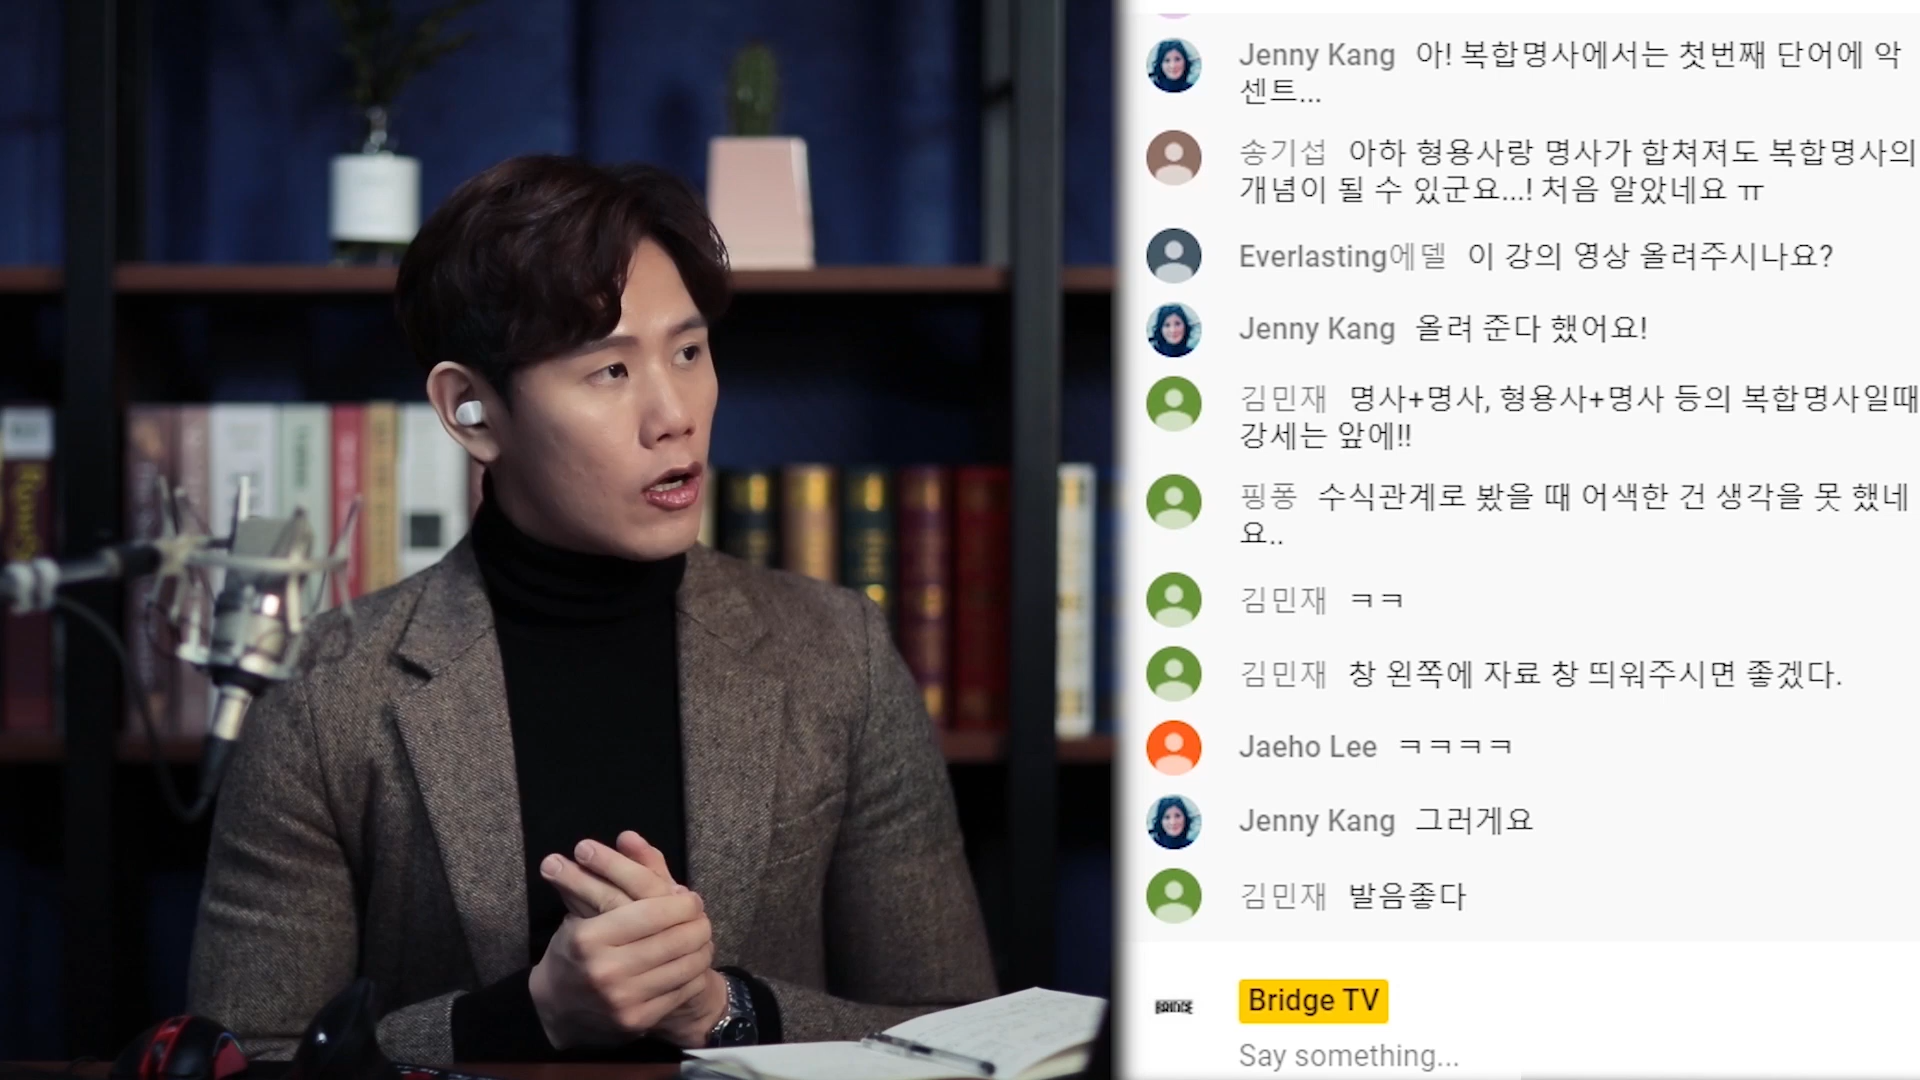 Jenny Kang 아! 복합명사에서는 첫번째 단어에 악
센트...
송기섭 아하 형용사랑 명사가 합쳐져도 복합명사의
개념이 될 수 있군요...! 처음 알았네요 ㅠ
Everlasting에델 이 강의 영상 올려주시나요?
Jenny Kang 올려 준다 했어요!
김민재 명사+명사, 형용사+명사 등의 복합명사일때
강세는 앞에!!
핑퐁 수식관계로 봤을 때 어색한 건 생각을 못 했네
요..
김민재 ㅋㅋ
김민재 창 왼쪽에 자료 창 띄워주시면 좋겠다.
Jaeho Lee ㅋㅋㅋㅋ
Jenny Kang 그러게요
김민재 발음좋다
BRIDGE
Bridge TV
Say something...